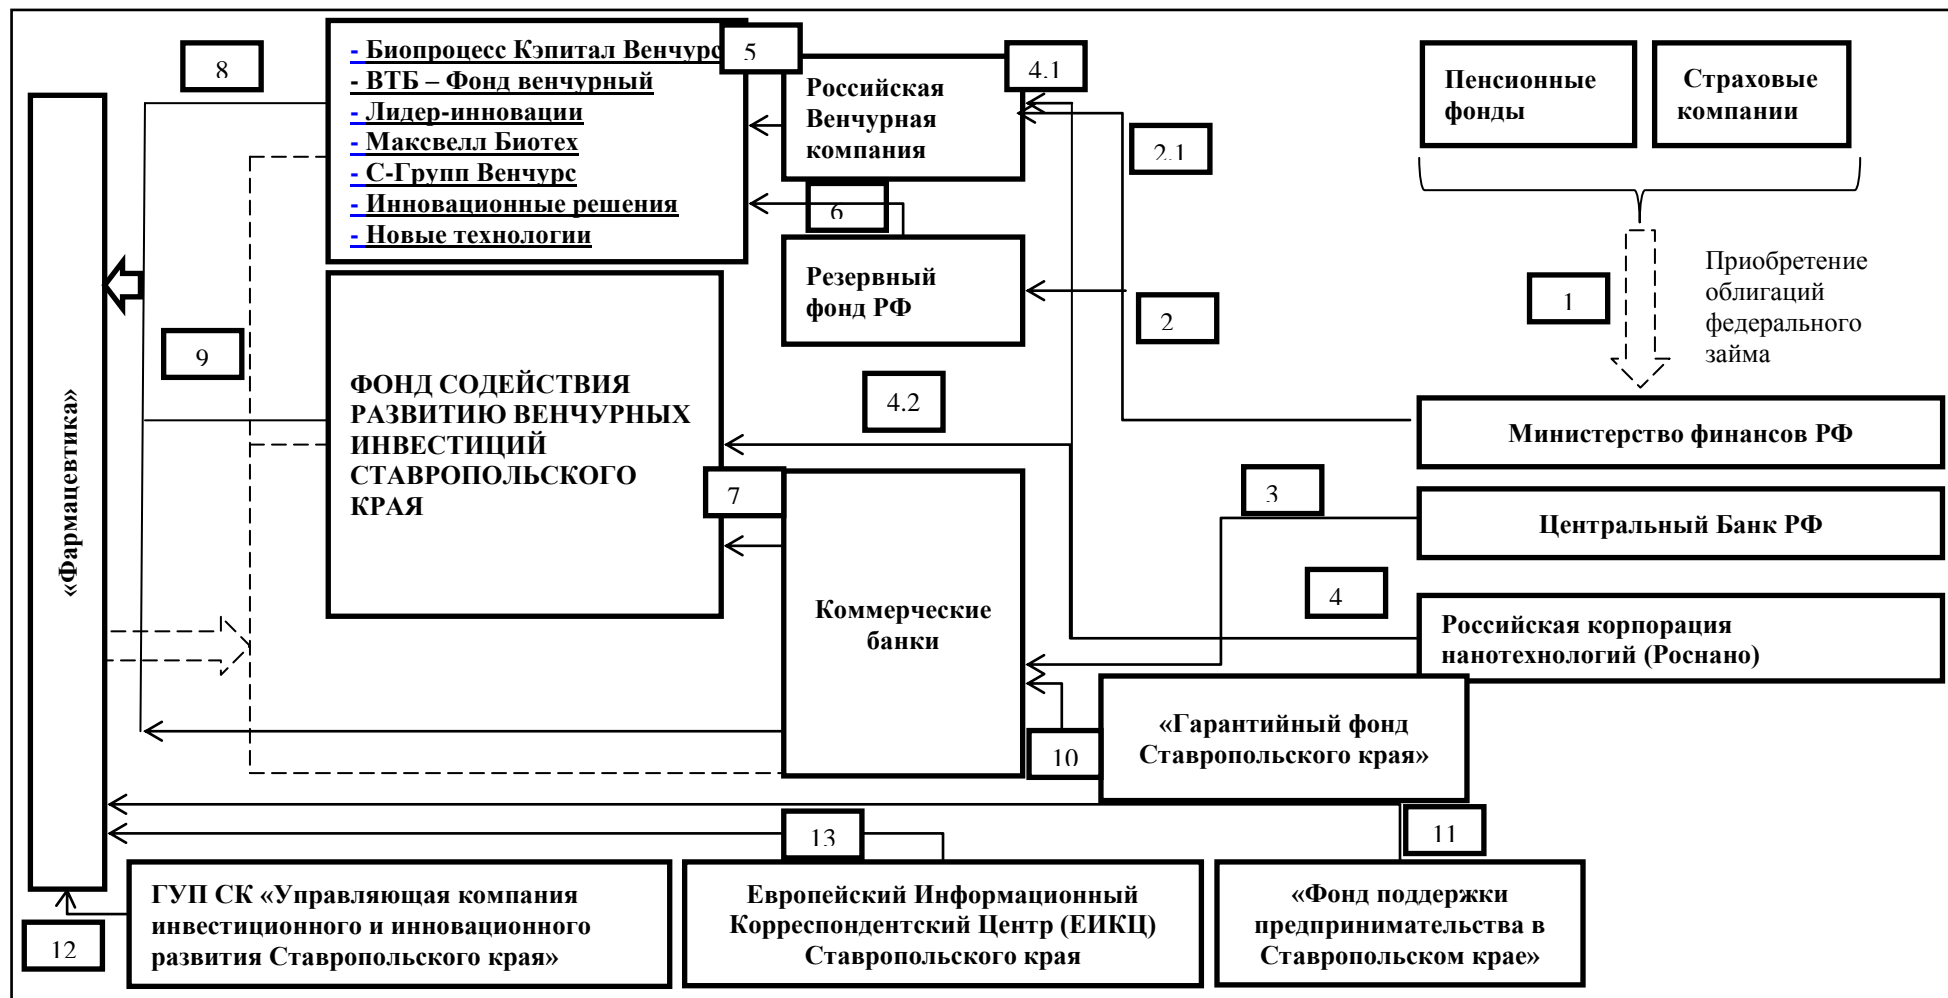 8
- Биопроцесс Кэпитал Венчурс
- ВТБ – Фонд венчурный
- Лидер-инновации
- Максвелл Биотех
- С-Групп Венчурс
- Инновационные решения
- Новые технологии
5
Российская
Венчурная
компания
4.1
2.1
Пенсионные
фонды
Страховые
компании
6
Резервный
фонд РФ
2
1
Приобретение
облигаций
федерального
займа
«Фармацевтика»
9
ФОНД СОДЕЙСТВИЯ
РАЗВИТИЮ ВЕНЧУРНЫХ
ИНВЕСТИЦИЙ
СТАВРОПОЛЬСКОГО
КРАЯ
4.2
Министерство финансов РФ
7
3
Центральный Банк РФ
Коммерческие
банки
4
Российская корпорация
нанотехнологий (Роснано)
10
«Гарантийный фонд
Ставропольского края»
13
11
12
ГУП СК «Управляющая компания
инвестиционного и инновационного
развития Ставропольского края»
Европейский Информационный
Корреспондентский Центр (ЕИКЦ)
Ставропольского края
«Фонд поддержки
предпринимательства в
Ставропольском крае»